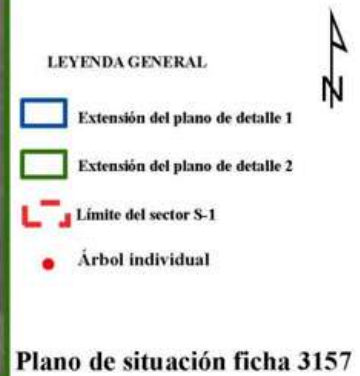 N
LEYENDA GENERAL
Extensión del plano de detalle 1
Extensión del plano de detalle 2
Límite del sector S-1
Árbol individual
Plano de situación ficha 3157